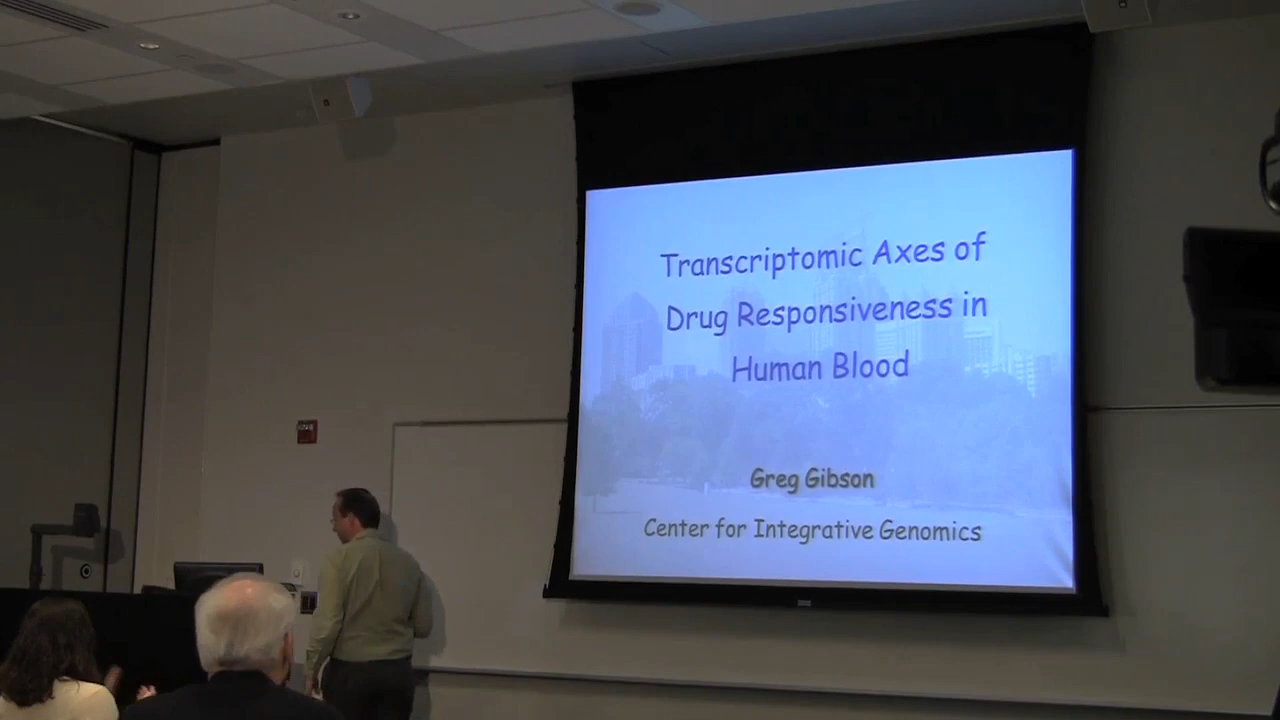 Transcriptomic Axes of
Drug Responsiveness in
Human Blood
Greg Gibson
Center for Integrative Genomics